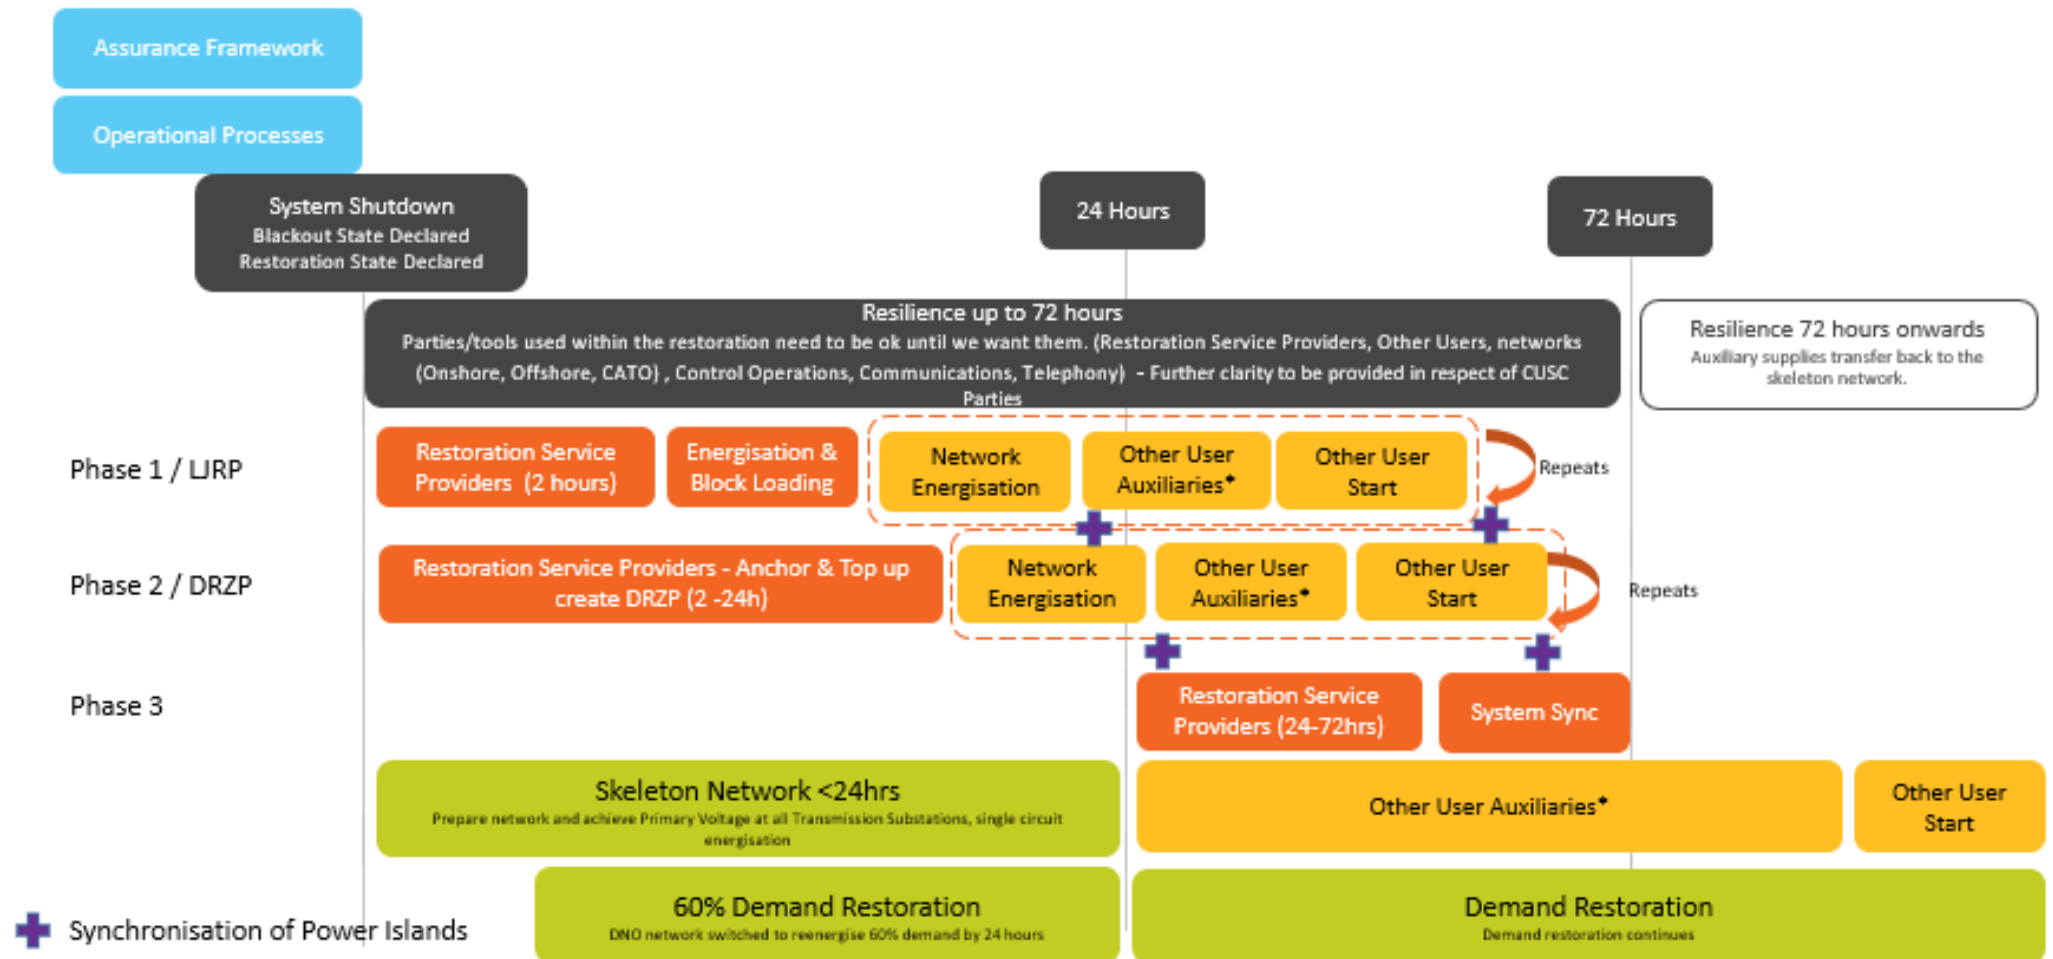 Assurance Framework
Operational Processes
System Shutdown
Blackout State Declared
Restoration State Declared
24 Hours
72 Hours
Resilience up to 72 hours
Parties/tools used within the restoration need to be ok until we want them. (Restoration Service Providers, Other Users, networks
(Onshore, Offshore, CATO) , Control Operations, Communications, Telephony) - Further clarity to be provided in respect of CUSC
Parties
Resilience 72 hours onwards
Auxiliary supplies transfer back to the
skeleton network.
Phase 1 / LJRP
Restoration Service
Providers (2 hours)
Energisation &
Block Loading
Network
Energisation
Other User
Auxiliaries*
Other User
Start
Repeats
Phase 2 / DRZP
Restoration Service Providers - Anchor & Top up
create DRZP (2 -24h)
Network
Energisation
Other User
Auxiliaries*
Other User
Start
Repeats
Phase 3
Restoration Service
Providers (24-72hrs)
System Sync
Skeleton Network <24hrs
Prepare network and achieve Primary Voltage at all Transmission Substations, single circuit
energisation
Other User Auxiliaries*
Other User
Start
60% Demand Restoration
DNO network switched to reenergise 60% demand by 24 hours
Demand Restoration
Demand restoration continues
Synchronisation of Power Islands